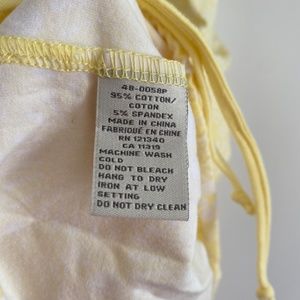 48-0058P
95% COTTON/
COTON
5% SPANDEX
MADE IN CHINA
FABRIQUÉ EN CHINE
RN 121340
CA 11319
MACHINE WASH
COLD
DO NOT BLEACH
HANG TO DRY
IRON AT LOW
SETTING
DO NOT DRY CLEAN